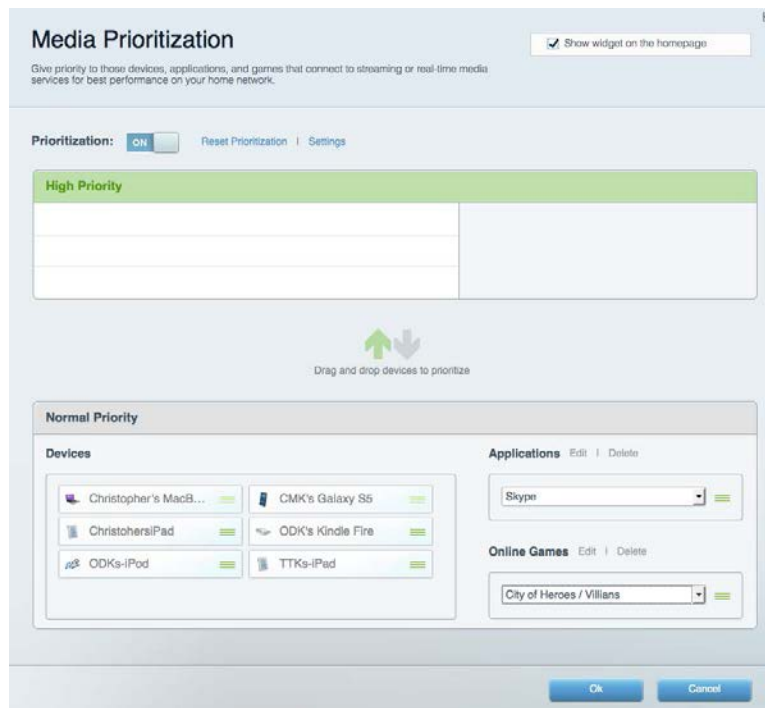 Media Prioritization
Show widget on the homepage
Give priority to those devices, applications, and games that connect to streaming or real-time media
services for best performance on your home network.
Prioritization: ON Reset Prioritization | Settings
High Priority
Drag and drop devices to prioritize
Normal Priority
Devices
Applications Edit | Delete
Christopher's MacB... CMK's Galaxy S5
Skype
ChristohersiPad ODK's Kindle Fire
ODKs-iPod TTKs-iPad
Online Games Edit | Delete
City of Heroes / Villians
Ok Cancel